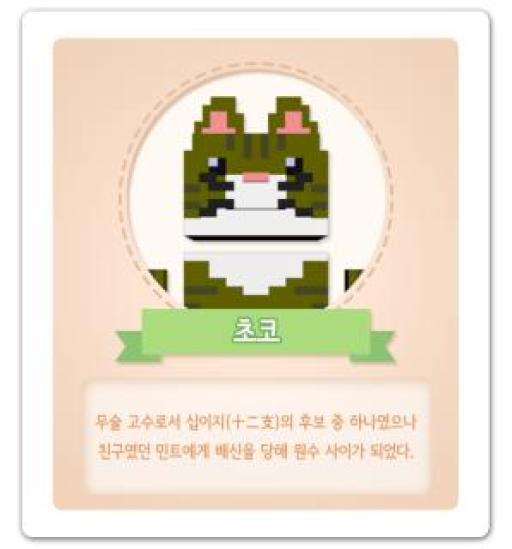 초코
무술 고수로서 십이지(十二支)의 후보 중 하나였으나
친구였던 민트에게 배신을 당해 원수 사이가 되었다.